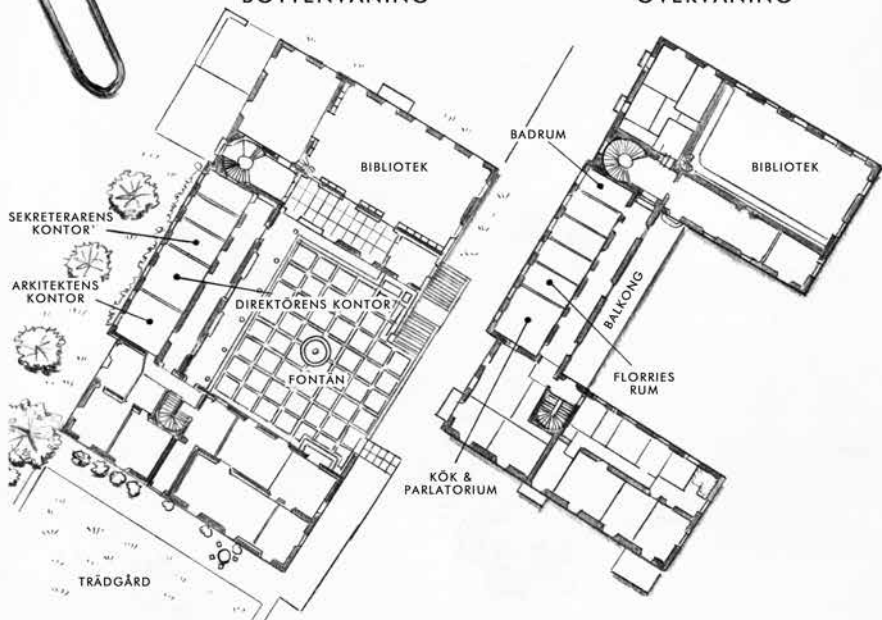 BOTTENVÅNING
ÖVERVÅNING
BADRUM
BIBLIOTEK
BIBLIOTEK
SEKRETERARENS
KONTOR
ARKITEKTENS
KONTOR
DIREKTÖRENS KONTOR
BALKONG
FONTÄN
FLORRIES
RUM
KÖK &
PARLATORIUM
TRÄDGÅRD